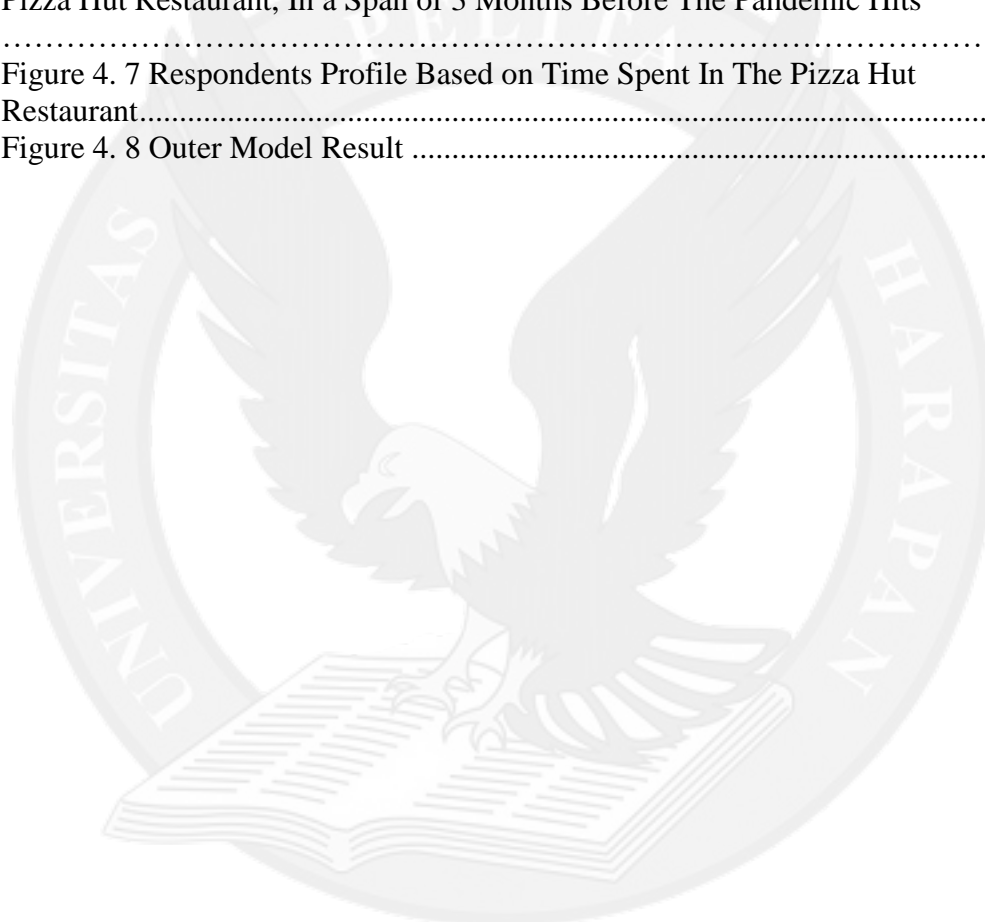 Pizza Hut Restaurant, In a Span of Months Before The Pandemic Hits
……………………………………………………………………………………
Figure 4. 7 Respondents Profile Based on Time Spent In The Pizza Hut
Restaurant..........................................................................................................
Figure 4. 8 Outer Model Result .......................................................................
UNIVERSITAS PELITA HARAPAN